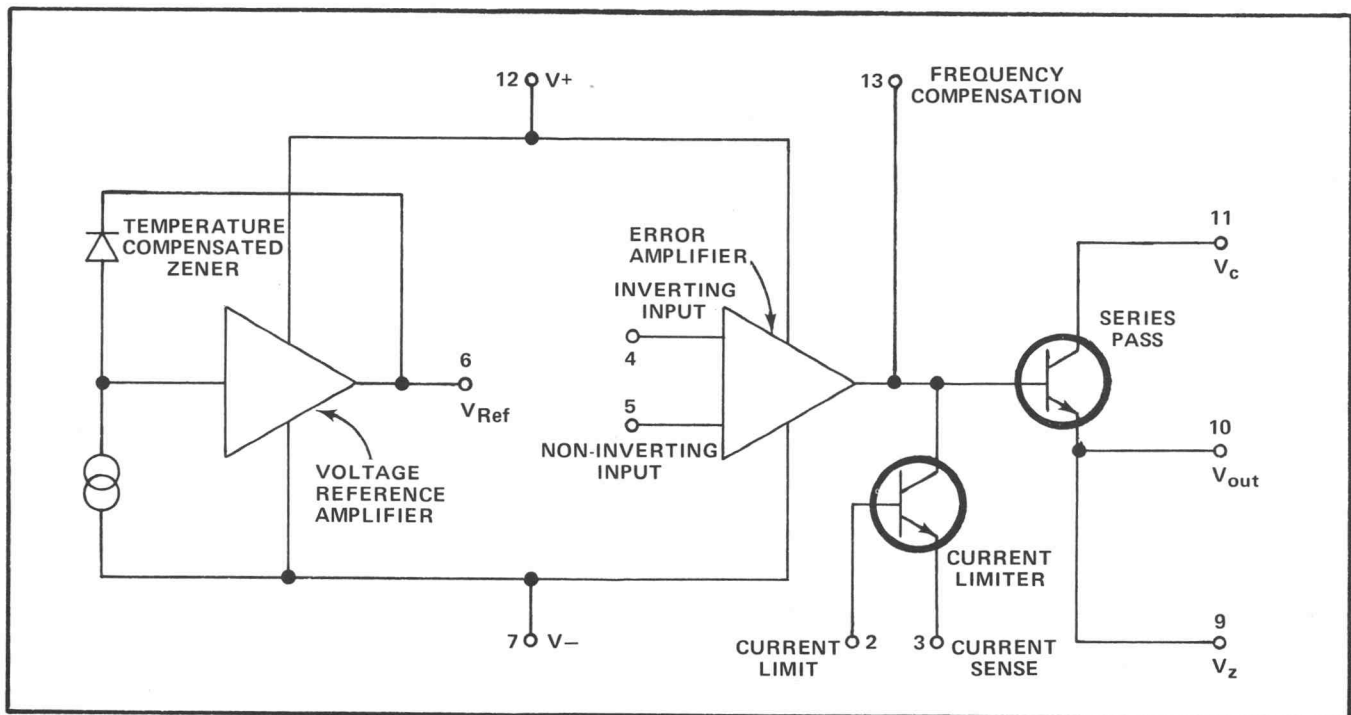 12 V+
13 FREQUENCY
COMPENSATION
TEMPERATURE
COMPENSATED
ZENER
ERROR
AMPLIFIER
INVERTING
INPUT
4
5
NON-INVERTING
INPUT
6
VRef
VOLTAGE
REFERENCE
AMPLIFIER
11
Vc
SERIES
PASS
10
Vout
CURRENT
LIMITER
7 V–
CURRENT
LIMIT
2
3 CURRENT
SENSE
9
Vz